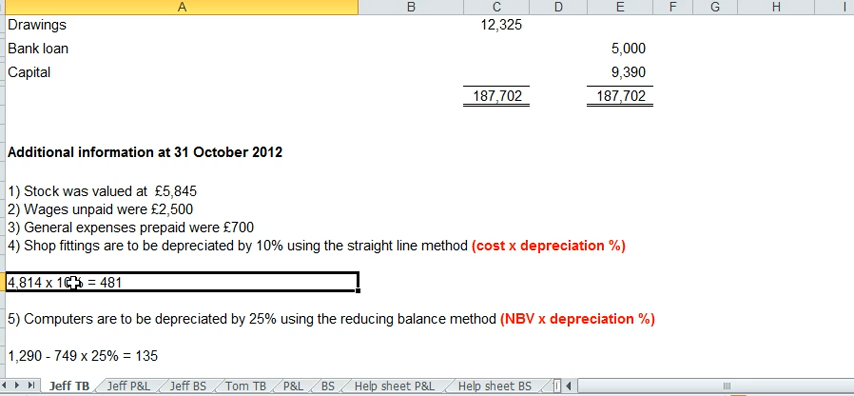 A B C D E F G H I
Drawings 12,325
Bank loan 5,000
Capital 9,390
187,702 187,702
Additional information at 31 October 2012
1) Stock was valued at £5,845
2) Wages unpaid were £2,500
3) General expenses prepaid were £700
4) Shop fittings are to be depreciated by 10% using the straight line method (cost x depreciation %)
4,814 x 10% = 481
5) Computers are to be depreciated by 25% using the reducing balance method (NBV x depreciation %)
1,290 - 749 x 25% = 135
Jeff TB Jeff P&L Jeff BS Tom TB P&L BS Help sheet P&L Help sheet BS